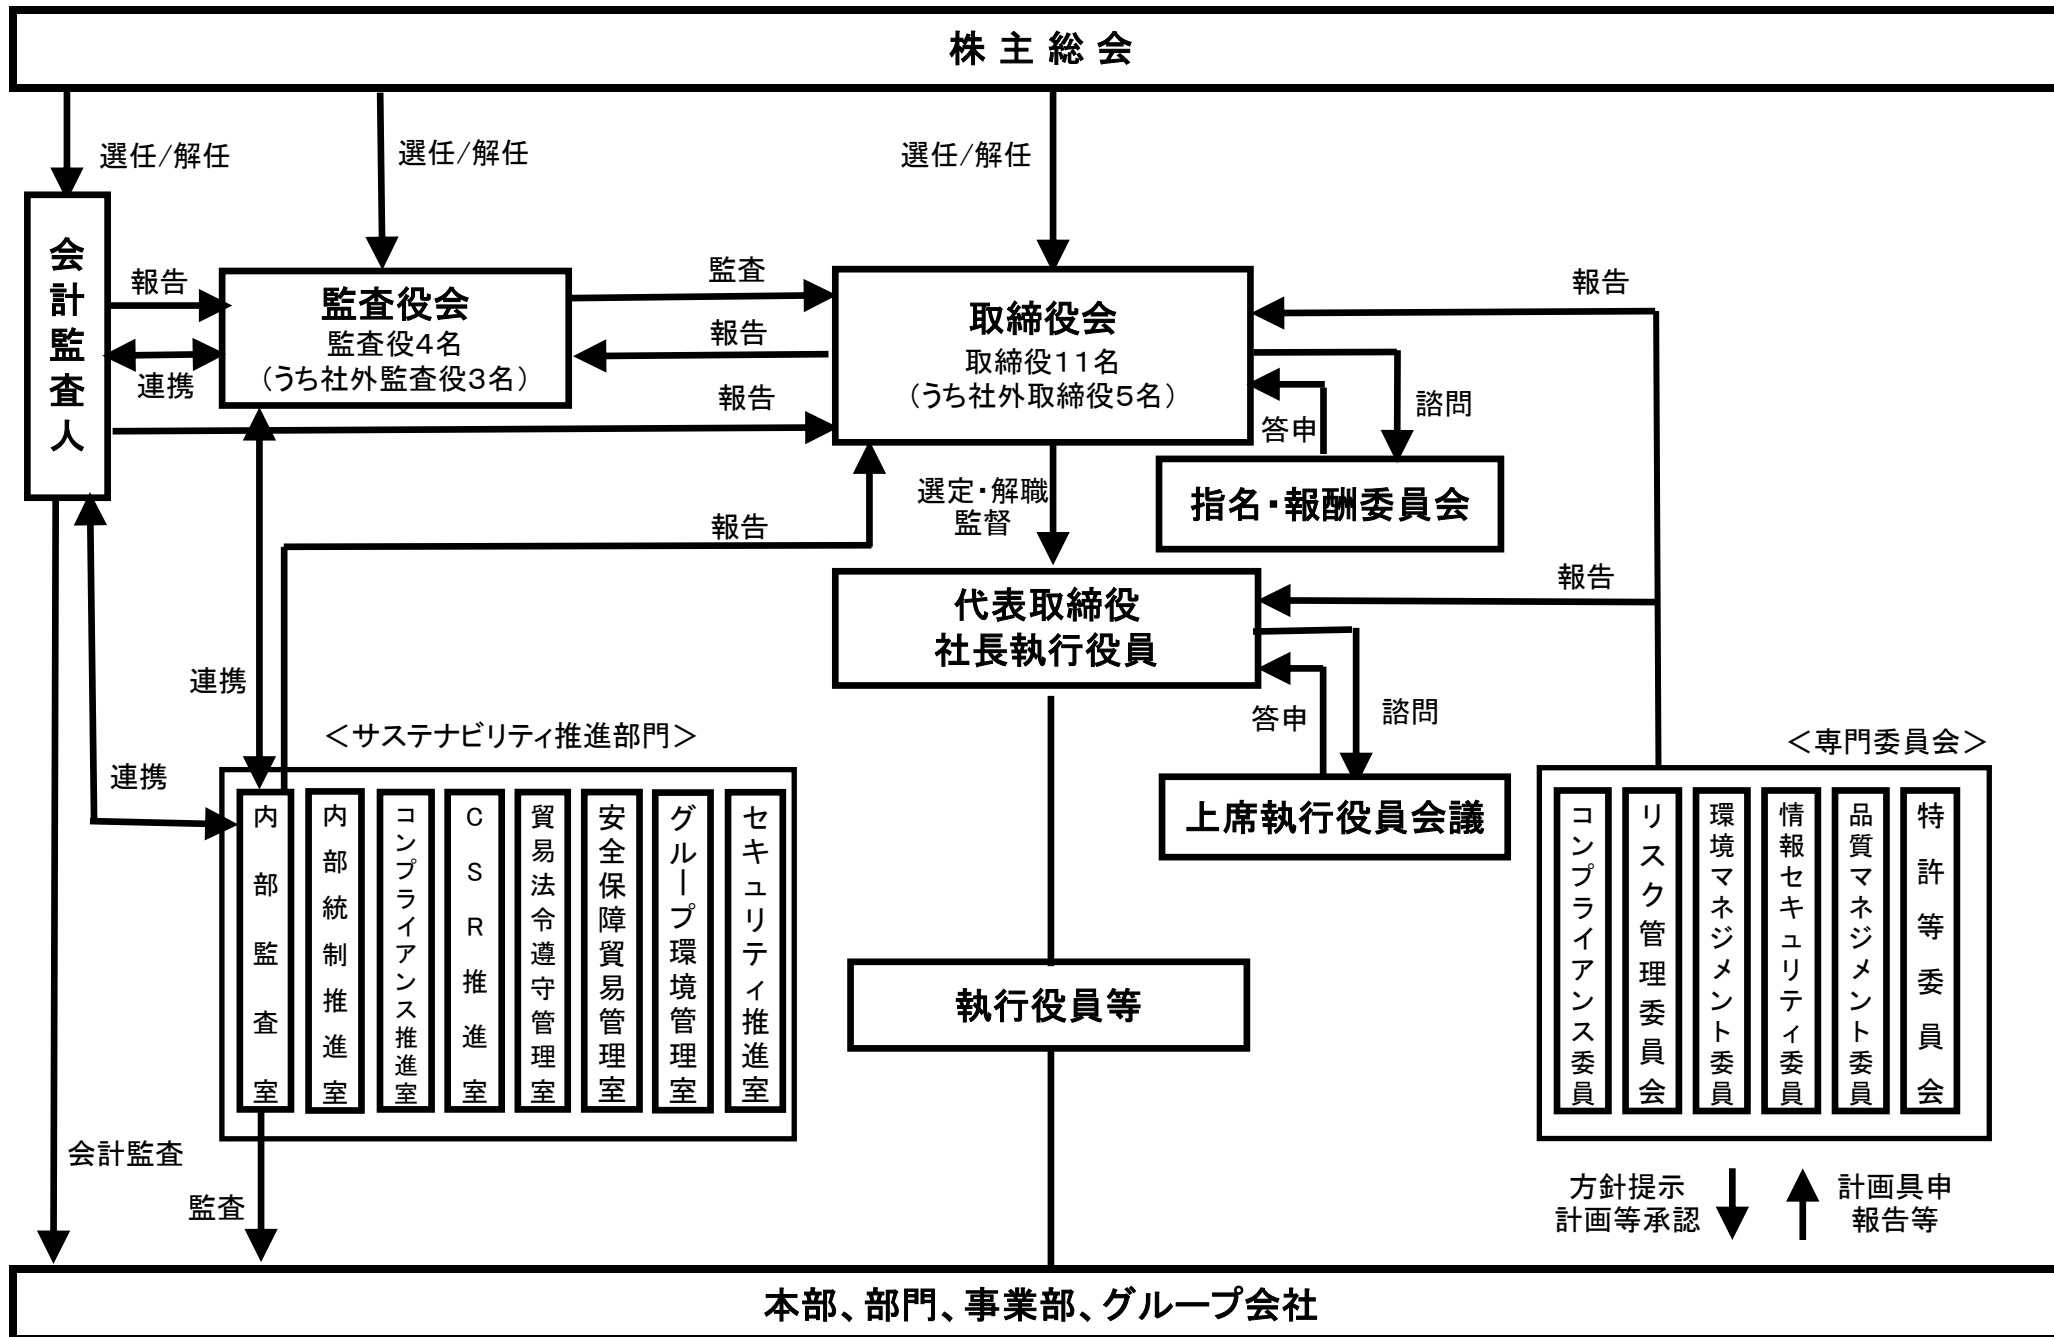 株 主 総 会
選任/解任
選任/解任
選任/解任
会計監査人
報告
連携
監査役会
監査役4名
（うち社外監査役3名）
監査
報告
報告
取締役会
取締役11名
（うち社外取締役5名）
報告
諮問
答申
指名・報酬委員会
選定・解職
監督
報告
連携
連携
代表取締役
社長執行役員
報告
諮問
答申
上席執行役員会議
＜サステナビリティ推進部門＞
内部監査室
内部統制推進室
コンプライアンス推進室
CSR推進室
貿易法令遵守管理室
安全保障貿易管理室
グループ環境管理室
セキュリティ推進室
執行役員等
＜専門委員会＞
コンプライアンス委員
リスク管理委員会
環境マネジメント委員
情報セキュリティ委員
品質マネジメント委員
特許等委員会
会計監査
監査
方針提示
計画等承認
計画具申
報告等
本部、部門、事業部、グループ会社